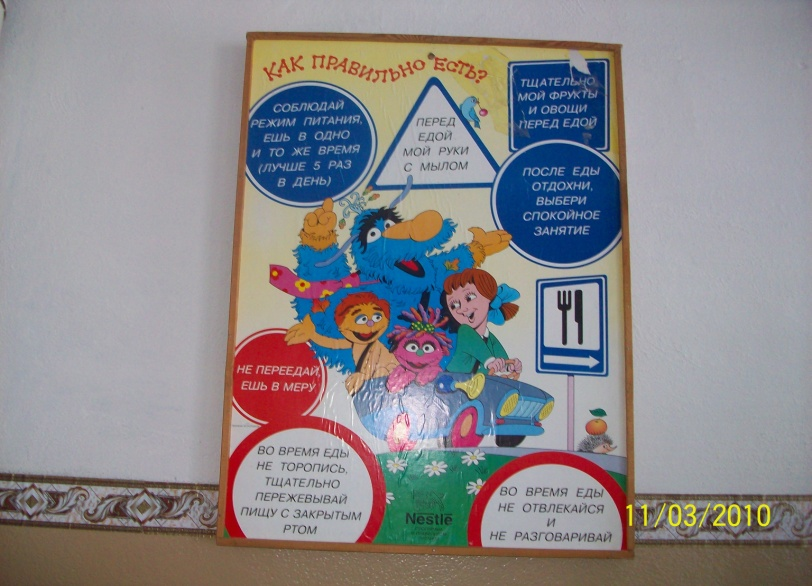 КАК ПРАВИЛЬНО ЕСТЬ?
СОБЛЮДАЙ
РЕЖИМ ПИТАНИЯ,
ЕШЬ В ОДНО
И ТО ЖЕ ВРЕМЯ
(ЛУЧШЕ 5 РАЗ
В ДЕНЬ)
ПЕРЕД
ЕДОЙ
МОЙ РУКИ
С МЫЛОМ
ТЩАТЕЛЬНО
МОЙ ФРУКТЫ
И ОВОЩИ
ПЕРЕД ЕДОЙ
ПОСЛЕ ЕДЫ
ОТДОХНИ,
ВЫБЕРИ
СПОКОЙНОЕ
ЗАНЯТИЕ
НЕ ПЕРЕЕДАЙ,
ЕШЬ В МЕРУ
ВО ВРЕМЯ ЕДЫ
НЕ ТОРОПИСЬ,
ТЩАТЕЛЬНО
ПЕРЕЖЕВЫВАЙ
ПИЩУ С ЗАКРЫТЫМ
РТОМ
Nestlé
ВО ВРЕМЯ ЕДЫ
НЕ ОТВЛЕКАЙСЯ
И
НЕ РАЗГОВАРИВАЙ
11/03/2010